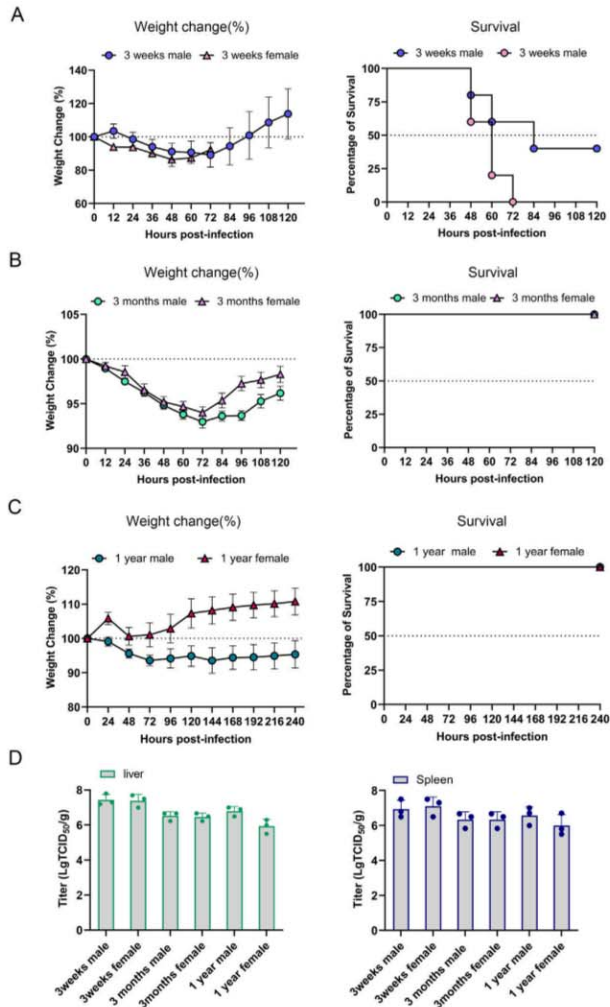 A
Weight change(%)
3 weeks male 3 weeks female
Weight Change (%)
140
120
100
80
60
0 12 24 36 48 60 72 84 96 108 120
Hours post-infection
Survival
3 weeks male 3 weeks male
Percentage of Survival
100
75
50
25
0
0 12 24 36 48 60 72 84 96 108 120
Hours post-infection
B
Weight change(%)
3 months male 3 months female
Weight Change (%)
105
100
95
90
0 12 24 36 48 60 72 84 96 108 120
Hours post-infection
Survival
3 months male 3 months female
Percentage of Survival
100
75
50
25
0
0 12 24 36 48 60 72 84 96 108 120
Hours post-infection
C
Weight change(%)
1 year male 1 year female
Weight Change (%)
120
110
100
90
80
0 24 48 72 96 120 144 168 192 216 240
Hours post-infection
Survival
1 year male 1 year female
Percentage of Survival
100
75
50
25
0
0 24 48 72 96 120 144 168 192 216 240
Hours post-infection
D
liver
Titer (LgTCID50/g)
8
6
4
2
0
3weeks male
3weeks female
3 months male
3months female
1 year male
1 year female
Spleen
Titer (LgTCID50/g)
8
6
4
2
0
3weeks male
3weeks female
3 months male
3months female
1 year male
1 year female